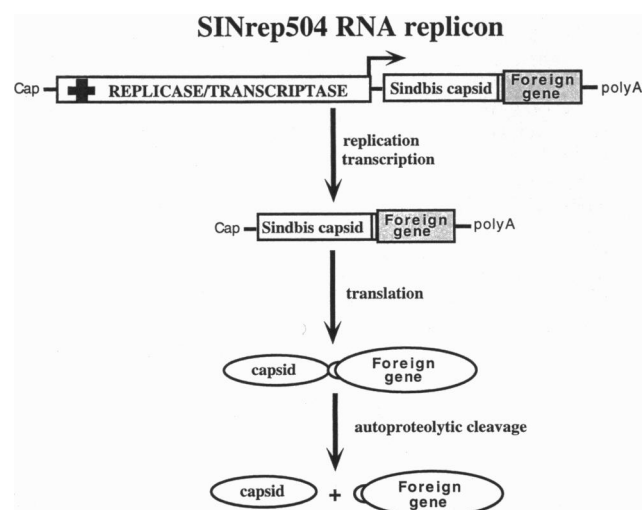 SINrep504 RNA replicon
Cap REPLICASE/TRANSCRIPTASE Sindbis capsid Foreign gene polyA
replication
transcription
Cap Sindbis capsid Foreign gene polyA
translation
capsid Foreign gene
autoproteolytic cleavage
capsid + Foreign gene